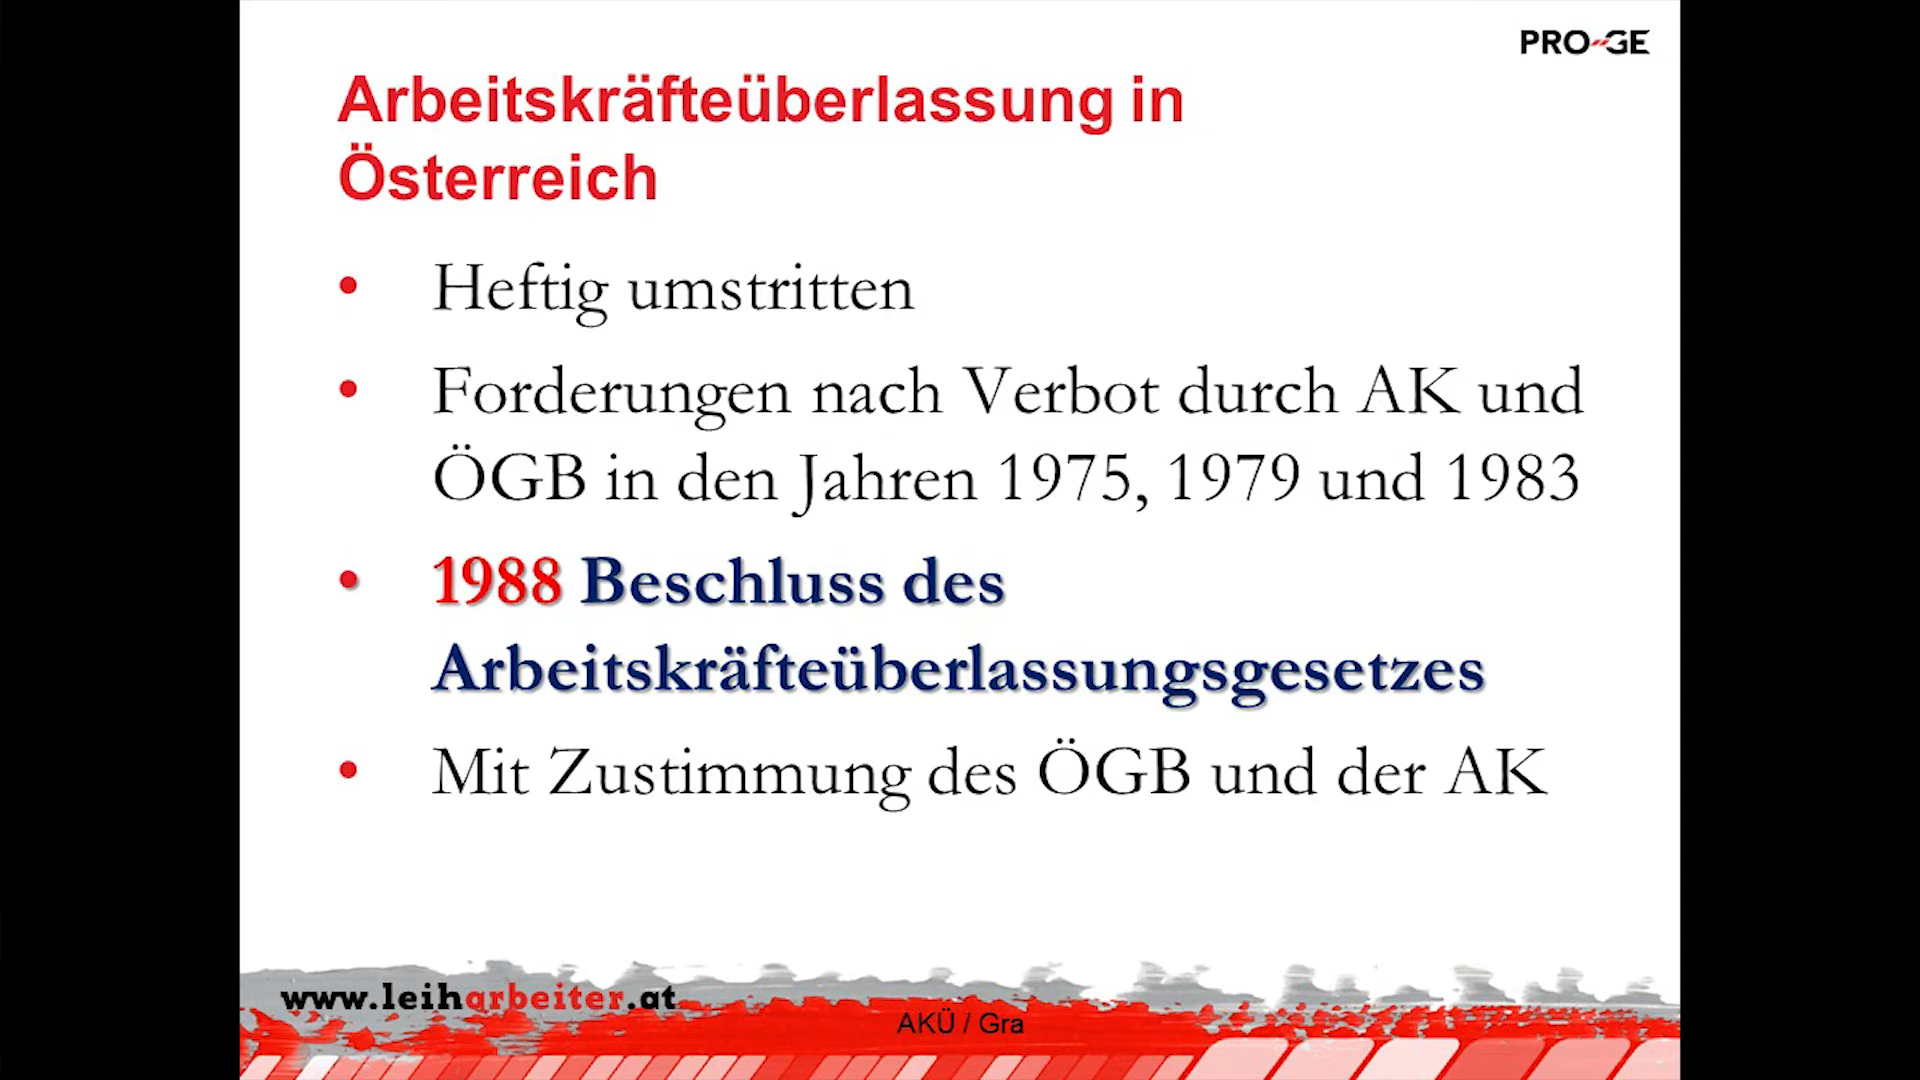 PRO-GE
Arbeitskräfteüberlassung in
Österreich
• Heftig umstritten
• Forderungen nach Verbot durch AK und
ÖGB in den Jahren 1975, 1979 und 1983
• 1988 Beschluss des
Arbeitskräfteüberlassungsgesetzes
• Mit Zustimmung des ÖGB und der AK
www.leiharbeiter.at
AKÜ / Gra